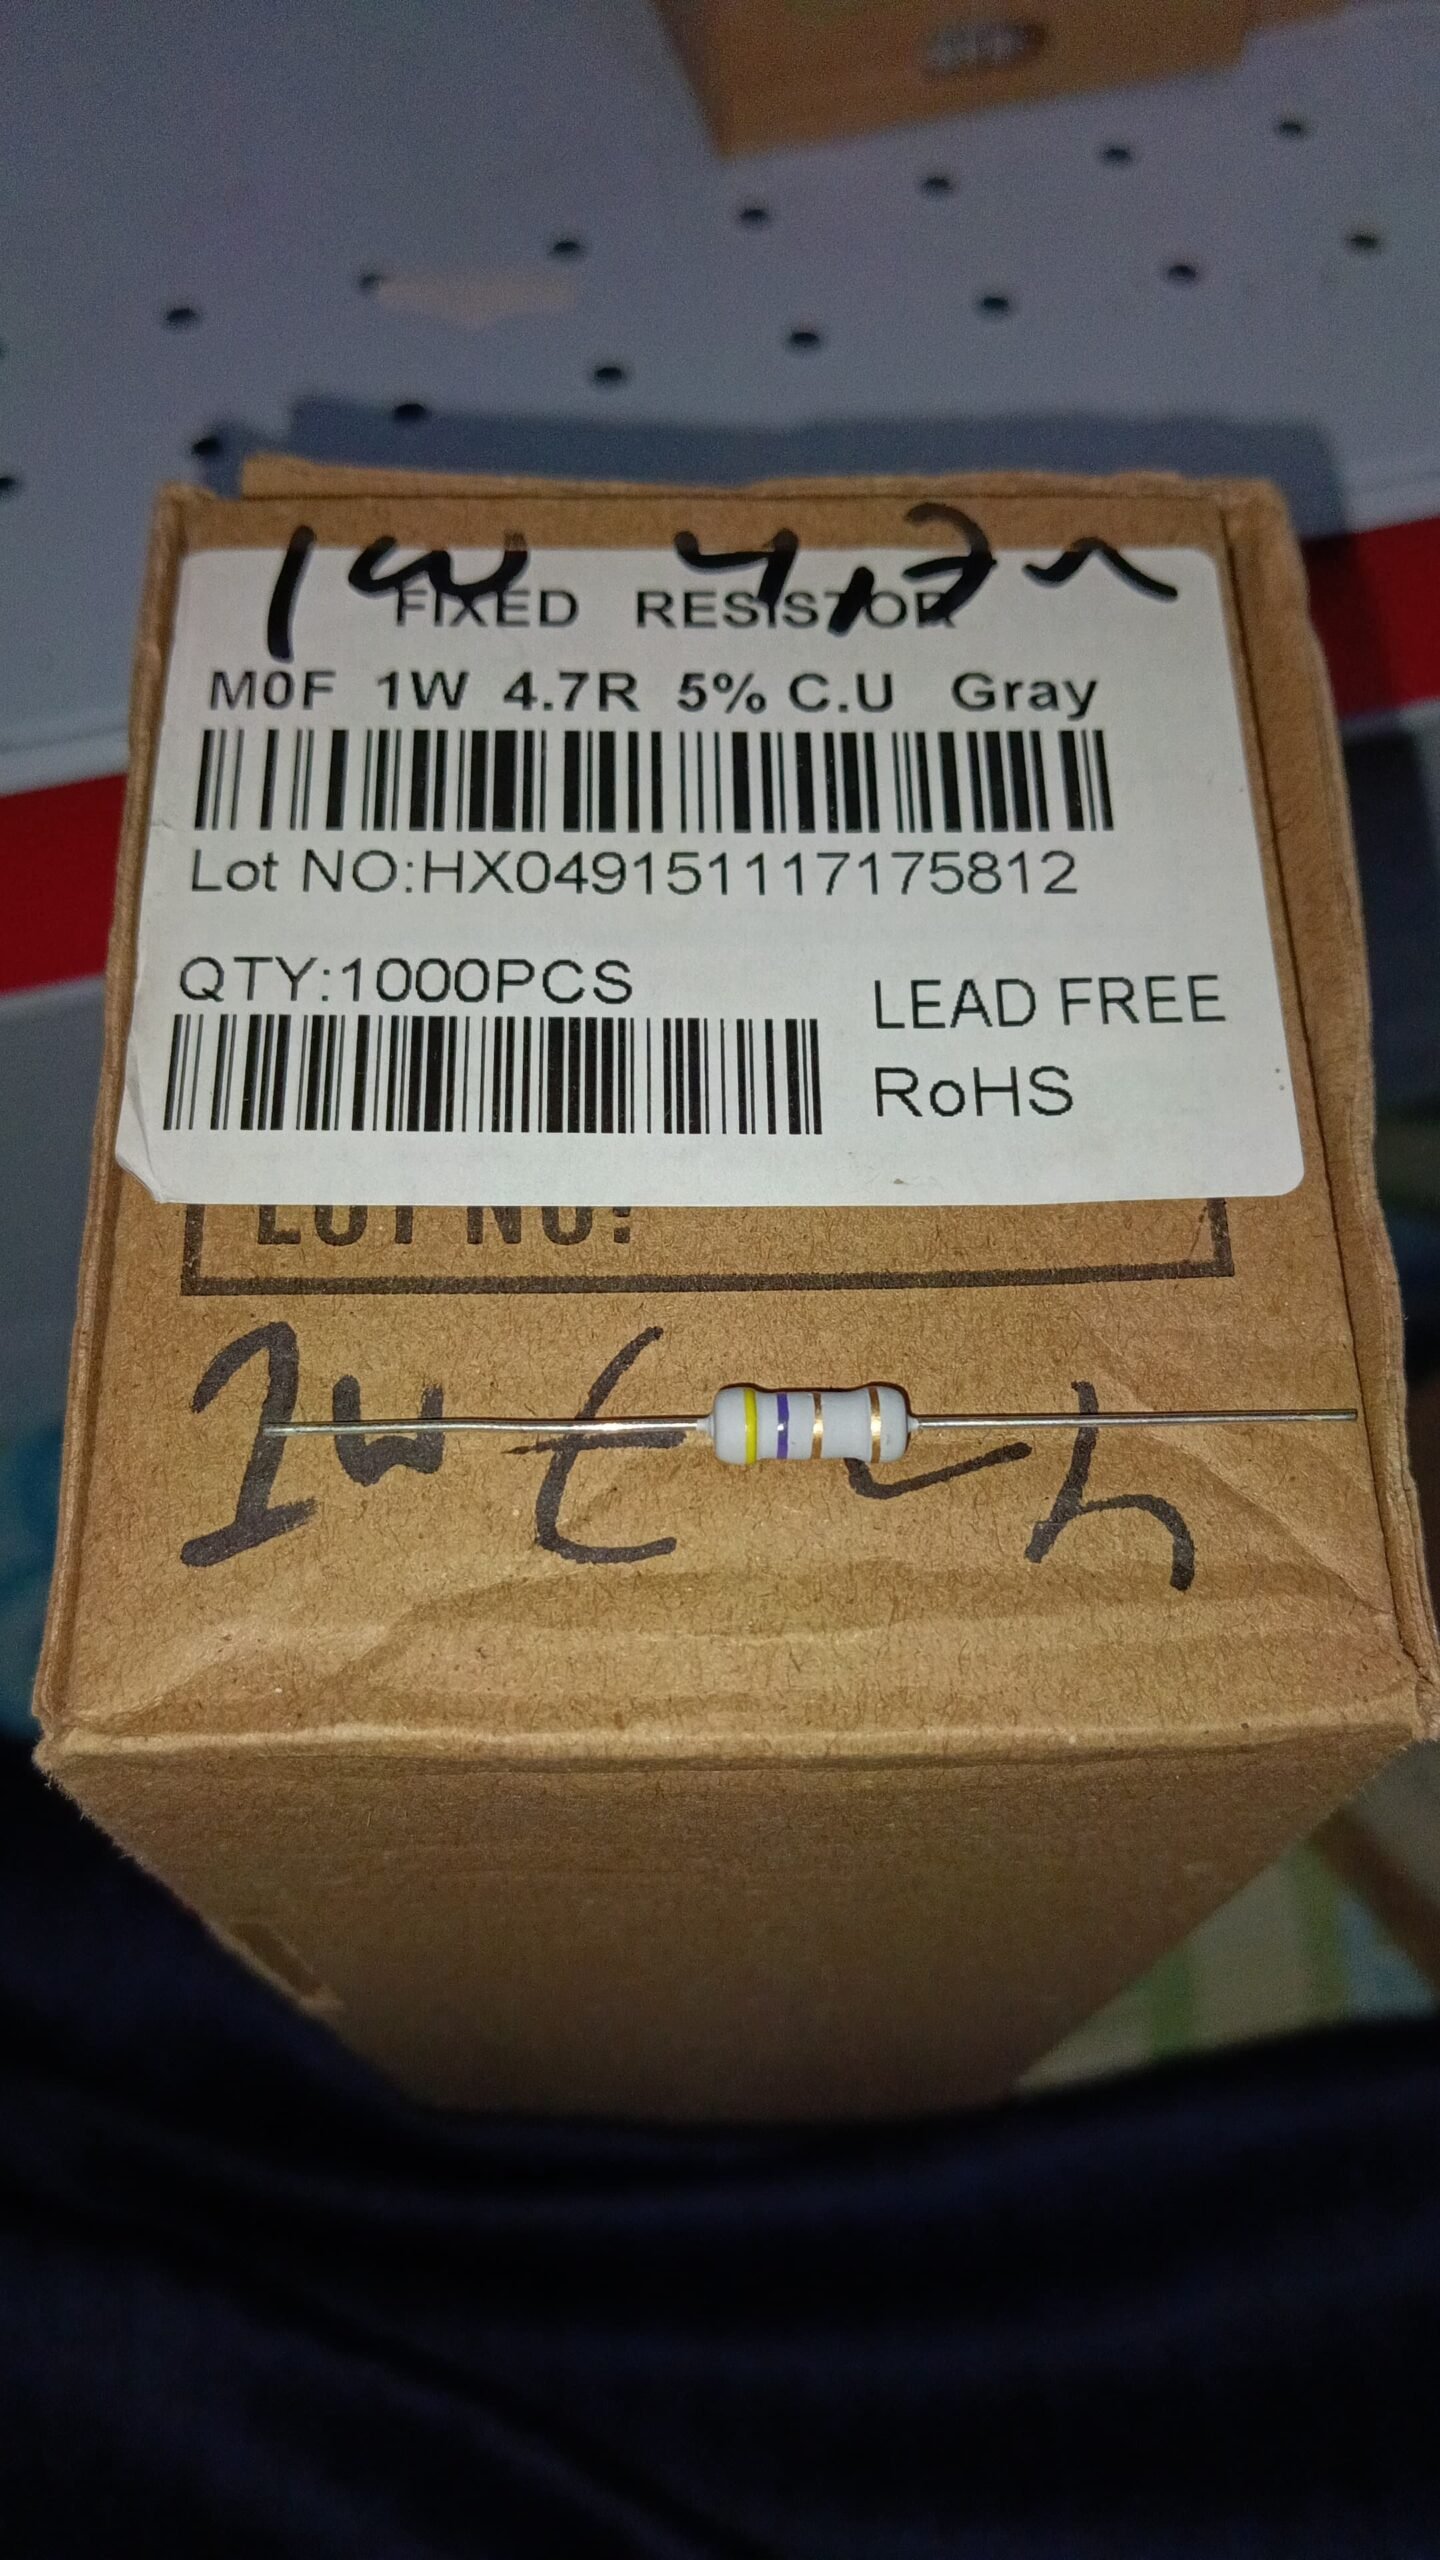 1W 4,7Ω
FIXED RESISTOR
M0F 1W 4.7R 5% C.U Gray
Lot NO:HX049151117175812
QTY:1000PCS
LEAD FREE
RoHS
LOT NO:
1W